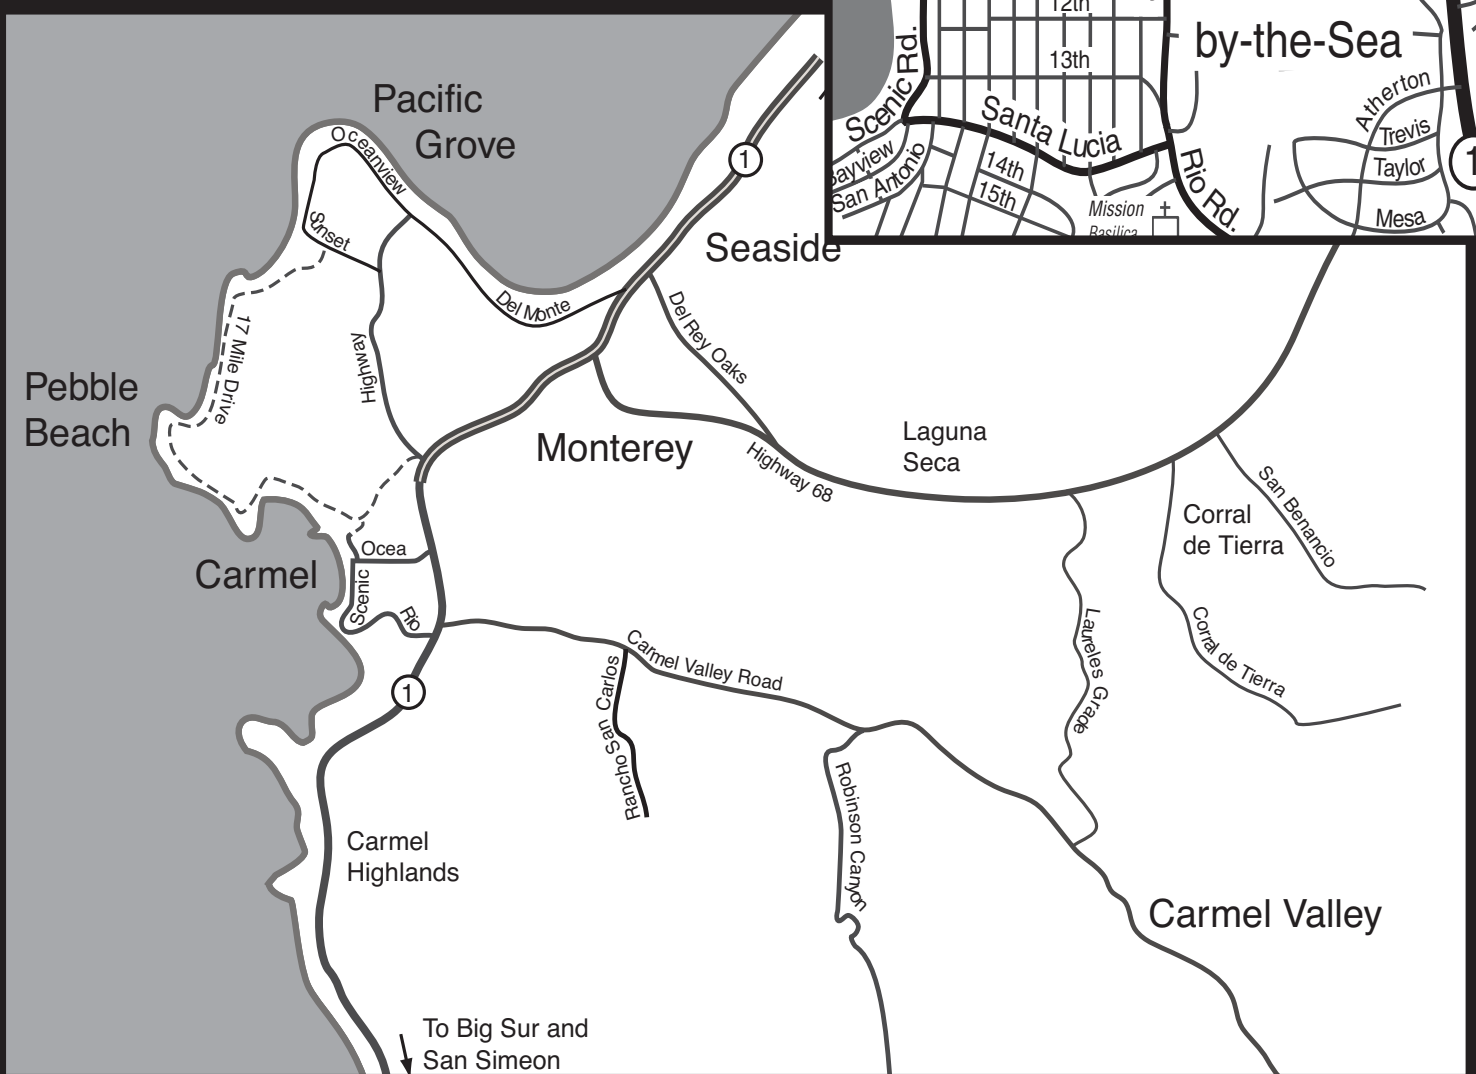 12th
by-the-Sea
13th
Scenic Rd.
Santa Lucia
Atherton
Trevis
Taylor
Mesa
1
Bayview
San Antonio
14th
15th
Rio Rd.
Mission
Basilica
Pacific
Grove
Oceanview
1
Sunset
Seaside
Del Monte
Del Rey Oaks
17 Mile Drive
Highway
Pebble
Beach
Monterey
Highway 68
Laguna
Seca
San Benancio
Corral
de Tierra
Ocea
Carmel
Scenic
Rio
Laureles Grade
Corral de Tierra
Carmel Valley Road
Rancho San Carlos
1
Robinson Canyon
Carmel
Highlands
Carmel Valley
To Big Sur and
San Simeon